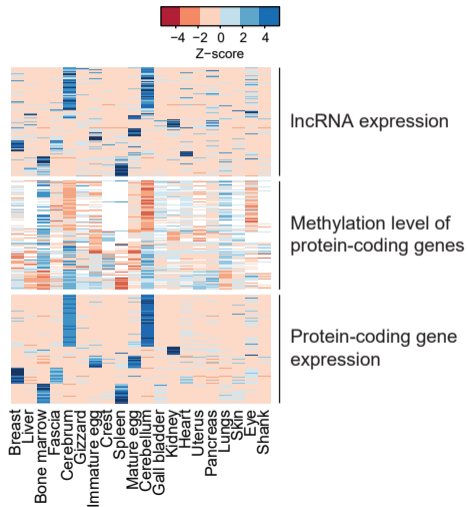 −4 −2 0 2 4
Z−score
lncRNA expression
Methylation level of
protein-coding genes
Protein-coding gene
expression
Breast
Liver
Bone marrow
Fascia
Cerebrum
Gizzard
Immature egg
Crest
Spleen
Mature egg
Cerebellum
Gall bladder
Kidney
Heart
Uterus
Pancreas
Lungs
Skin
Eye
Shank